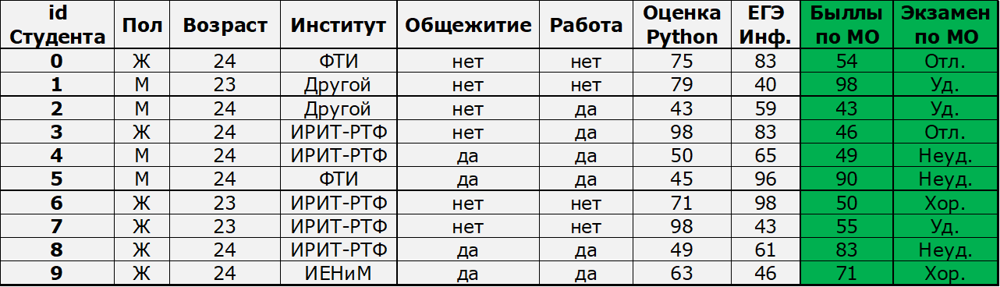 id Студента Пол Возраст Институт Общежитие Работа Оценка Python ЕГЭ Инф. Быллы по МО Экзамен по МО
0 Ж 24 ФТИ нет нет 75 83 54 Отл.
1 М 23 Другой нет нет 79 40 98 Уд.
2 М 24 Другой нет да 43 59 43 Уд.
3 Ж 24 ИРИТ-РТФ нет да 98 83 46 Отл.
4 М 24 ИРИТ-РТФ да да 50 65 49 Неуд.
5 М 24 ФТИ да да 45 96 90 Неуд.
6 Ж 23 ИРИТ-РТФ нет нет 71 98 50 Хор.
7 Ж 23 ИРИТ-РТФ нет нет 98 43 55 Уд.
8 Ж 24 ИРИТ-РТФ да да 49 61 83 Неуд.
9 Ж 24 ИЕНиМ да да 63 46 71 Хор.